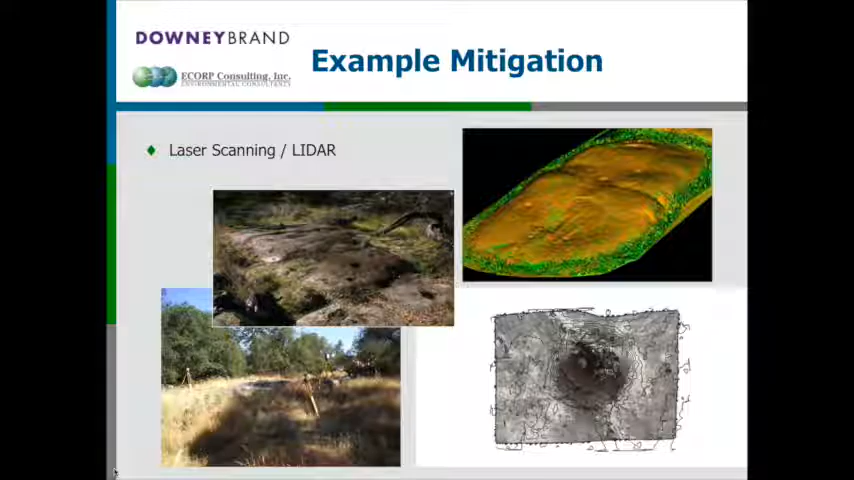 DOWNEYBRAND
ECORP Consulting, Inc.
ENVIRONMENTAL CONSULTANTS
Example Mitigation
Laser Scanning / LIDAR